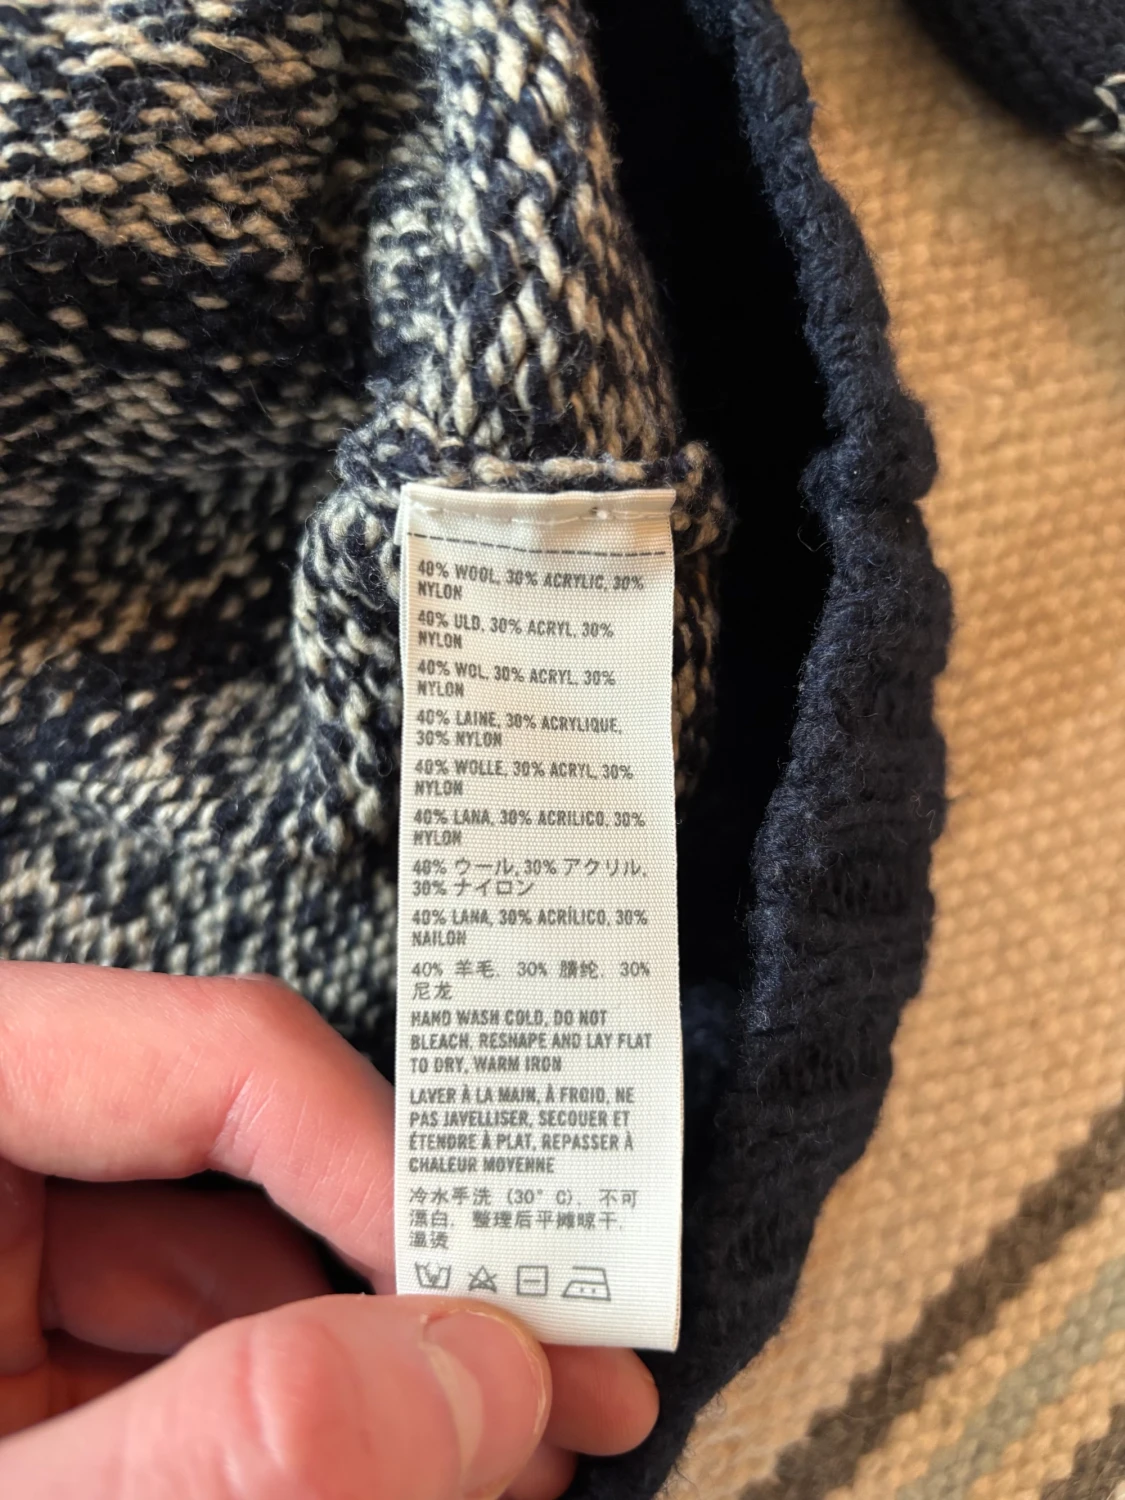 40% WOOL, 30% ACRYLIC, 30%
NYLON
40% ULD, 30% ACRYL, 30%
NYLON
40% WOL, 30% ACRYL, 30%
NYLON
40% LAINE, 30% ACRYLIQUE,
30% NYLON
40% WOLLE, 30% ACRYL, 30%
NYLON
40% LANA, 30% ACRILICO, 30%
NYLON
40% ウール, 30% アクリル,
30% ナイロン
40% LANA, 30% ACRÍLICO, 30%
NAILON
40% 羊毛, 30% 腈纶, 30%
尼龙
HAND WASH COLD, DO NOT
BLEACH, RESHAPE AND LAY FLAT
TO DRY, WARM IRON
LAVER À LA MAIN, À FROID, NE
PAS JAVELLISER, SECOUER ET
ÉTENDRE À PLAT, REPASSER À
CHALEUR MOYENNE
冷水手洗 (30° C), 不可
漂白, 整理后平摊晾干,
温烫